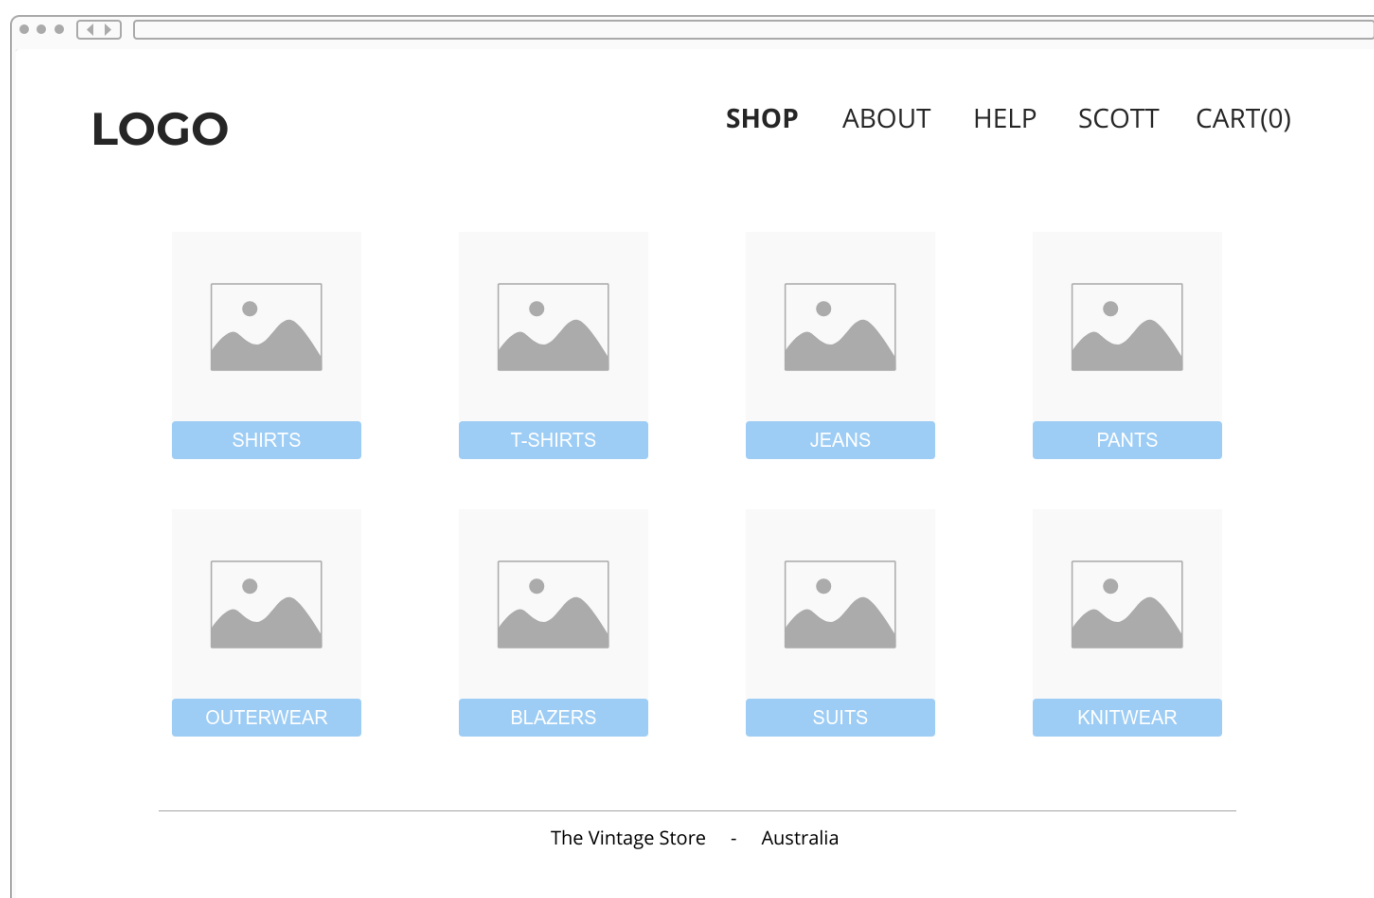 LOGO
SHOP ABOUT HELP SCOTT CART(0)
SHIRTS T-SHIRTS JEANS PANTS
OUTERWEAR BLAZERS SUITS KNITWEAR
The Vintage Store - Australia